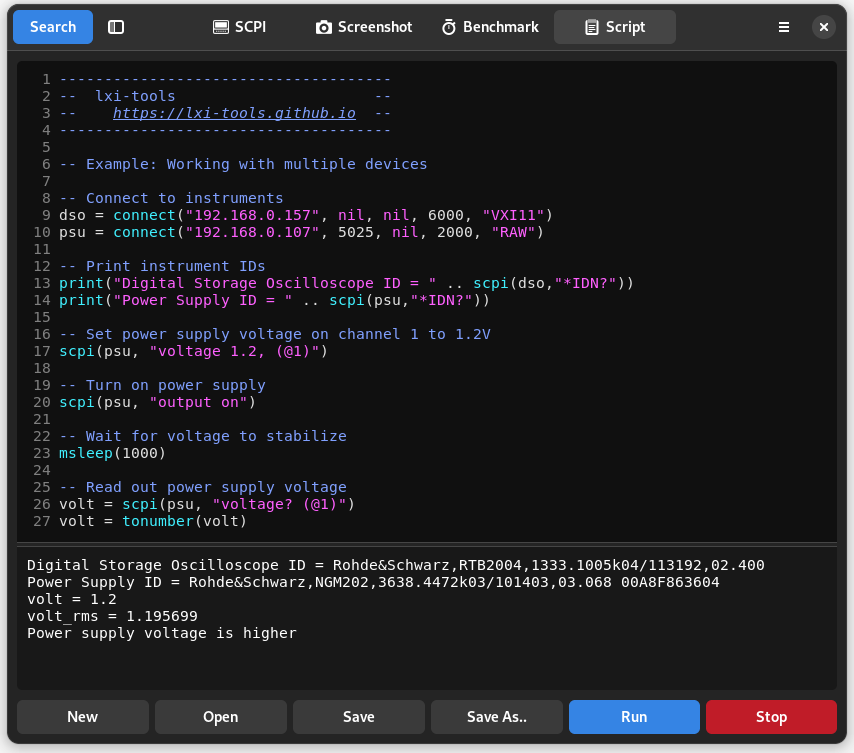 Search SCPI Screenshot Benchmark Script
1 -------------------------------------
2 --  lxi-tools                      --
3 --    https://lxi-tools.github.io  --
4 -------------------------------------
5
6 -- Example: Working with multiple devices
7
8 -- Connect to instruments
9 dso = connect("192.168.0.157", nil, nil, 6000, "VXI11")
10 psu = connect("192.168.0.107", 5025, nil, 2000, "RAW")
11
12 -- Print instrument IDs
13 print("Digital Storage Oscilloscope ID = " .. scpi(dso,"*IDN?"))
14 print("Power Supply ID = " .. scpi(psu,"*IDN?"))
15
16 -- Set power supply voltage on channel 1 to 1.2V
17 scpi(psu, "voltage 1.2, (@1)")
18
19 -- Turn on power supply
20 scpi(psu, "output on")
21
22 -- Wait for voltage to stabilize
23 msleep(1000)
24
25 -- Read out power supply voltage
26 volt = scpi(psu, "voltage? (@1)")
27 volt = tonumber(volt)
Digital Storage Oscilloscope ID = Rohde&Schwarz,RTB2004,1333.1005k04/113192,02.400
Power Supply ID = Rohde&Schwarz,NGM202,3638.4472k03/101403,03.068 00A8F863604
volt = 1.2
volt_rms = 1.195699
Power supply voltage is higher
New Open Save Save As.. Run Stop